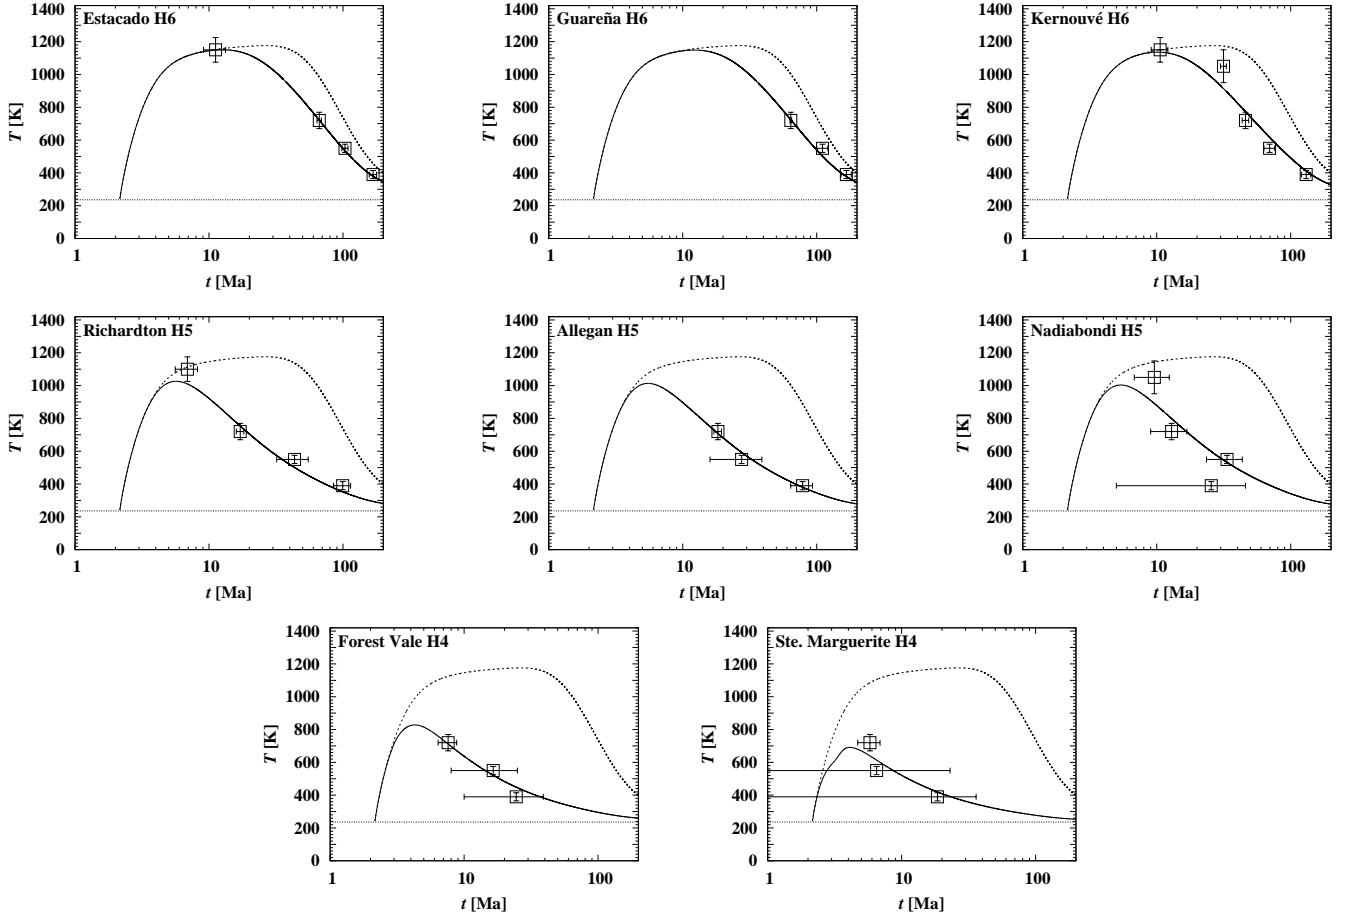 Estacado H6
1400
1200
1000
800
600
400
200
0
T [K]
1 10 100
t [Ma]
Guareña H6
1400
1200
1000
800
600
400
200
0
T [K]
1 10 100
t [Ma]
Kernouvé H6
1400
1200
1000
800
600
400
200
0
T [K]
1 10 100
t [Ma]
Richardton H5
1400
1200
1000
800
600
400
200
0
T [K]
1 10 100
t [Ma]
Allegan H5
1400
1200
1000
800
600
400
200
0
T [K]
1 10 100
t [Ma]
Nadiabondi H5
1400
1200
1000
800
600
400
200
0
T [K]
1 10 100
t [Ma]
Forest Vale H4
1400
1200
1000
800
600
400
200
0
T [K]
1 10 100
t [Ma]
Ste. Marguerite H4
1400
1200
1000
800
600
400
200
0
T [K]
1 10 100
t [Ma]